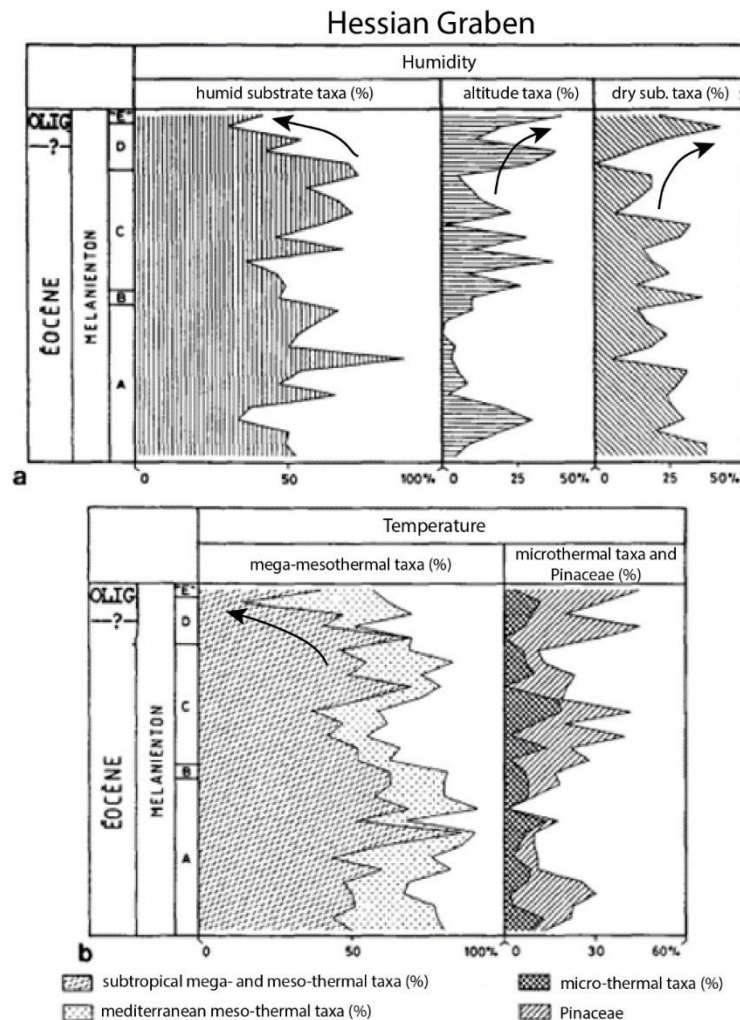 Hessian Graben
Humidity
humid substrate taxa (%)
altitude taxa (%)
dry sub. taxa (%)
OLIG
?
ÉOCÈNE
MELANIENTON
"E"
D
C
B
A
a
0 50 100%
0 25 50%
0 25 50%
Temperature
mega-mesothermal taxa (%)
microthermal taxa and
Pinaceae (%)
OLIG
?
ÉOCÈNE
MELANIENTON
"E"
D
C
B
A
b
0 50 100%
0 30 60%
subtropical mega- and meso-thermal taxa (%)
micro-thermal taxa (%)
mediterranean meso-thermal taxa (%)
Pinaceae